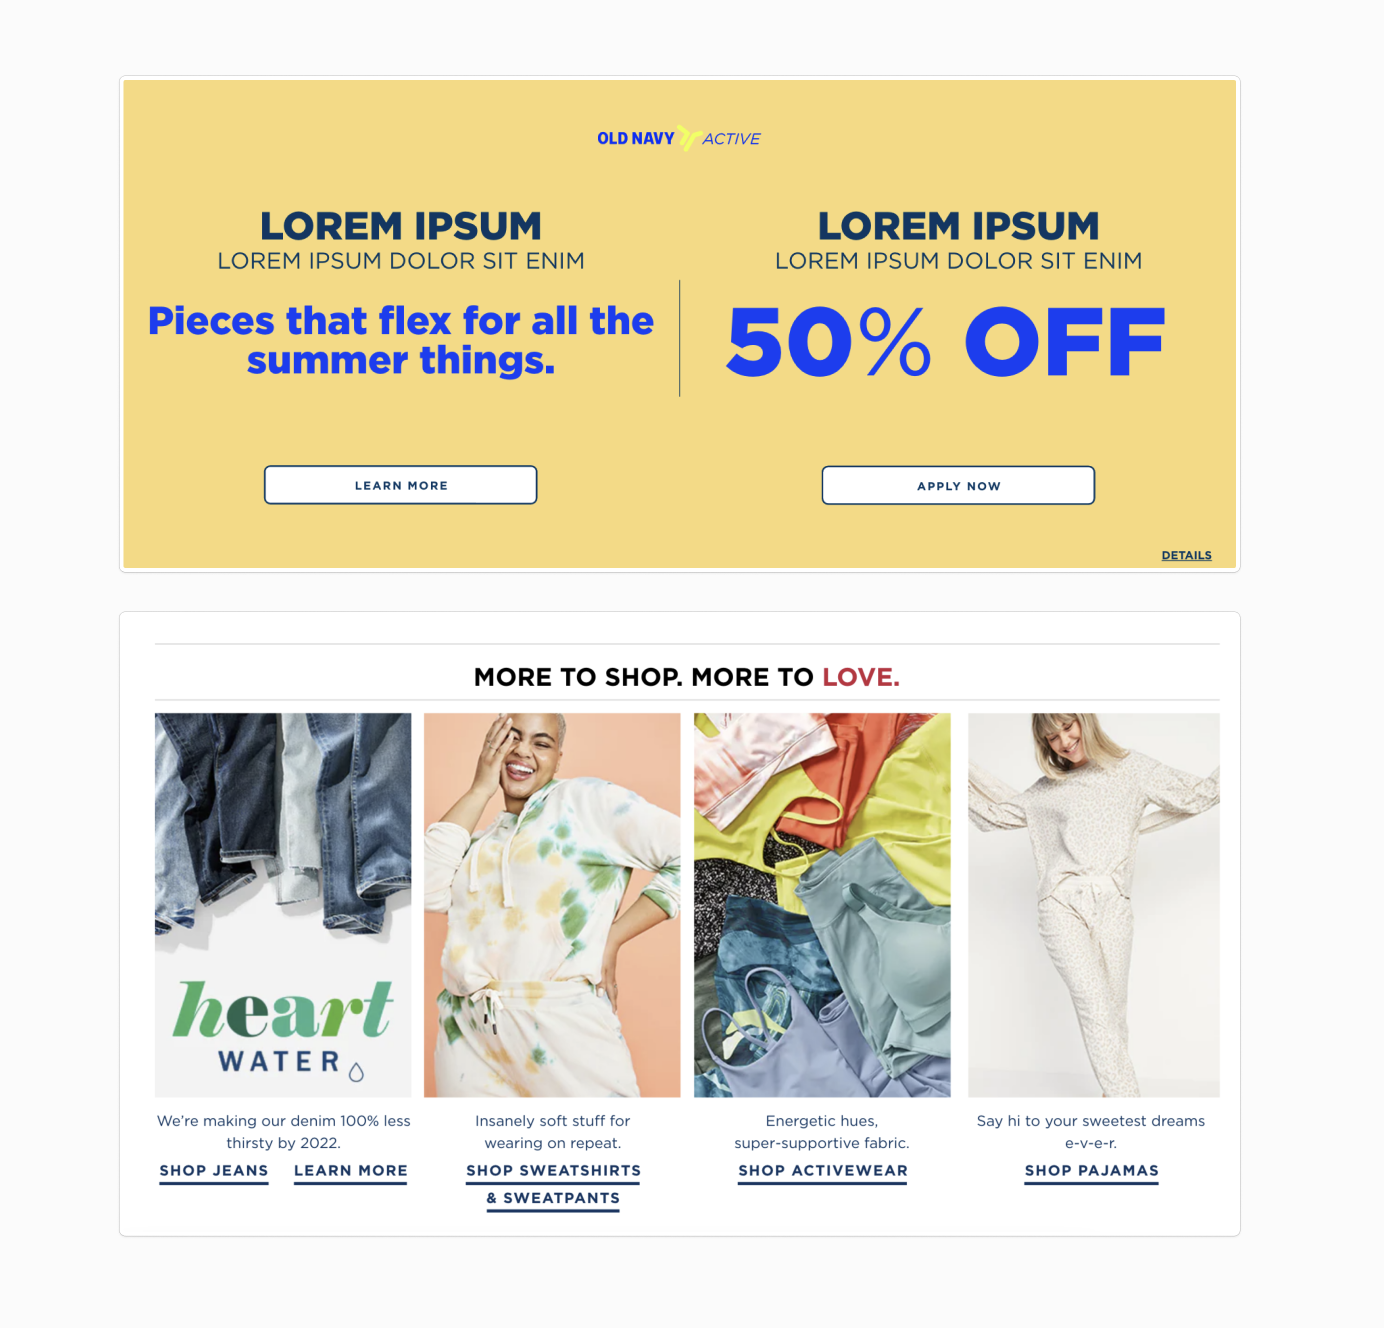 OLD NAVY ACTIVE
LOREM IPSUM
LOREM IPSUM DOLOR SIT ENIM
Pieces that flex for all the
summer things.
LEARN MORE
LOREM IPSUM
LOREM IPSUM DOLOR SIT ENIM
50% OFF
APPLY NOW
DETAILS
MORE TO SHOP. MORE TO LOVE.
heart
WATER
We're making our denim 100% less
thirsty by 2022.
SHOP JEANS LEARN MORE
Insanely soft stuff for
wearing on repeat.
SHOP SWEATSHIRTS
& SWEATPANTS
Energetic hues,
super-supportive fabric.
SHOP ACTIVEWEAR
Say hi to your sweetest dreams
e-v-e-r.
SHOP PAJAMAS